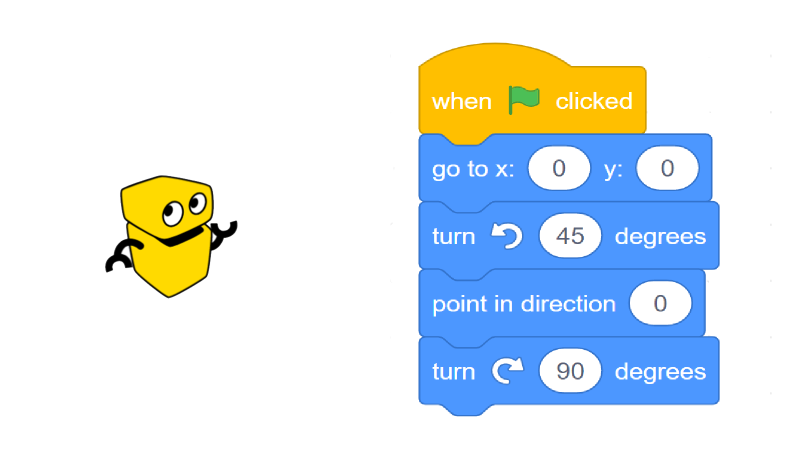 when clicked
go to x: 0 y: 0
turn 45 degrees
point in direction 0
turn 90 degrees